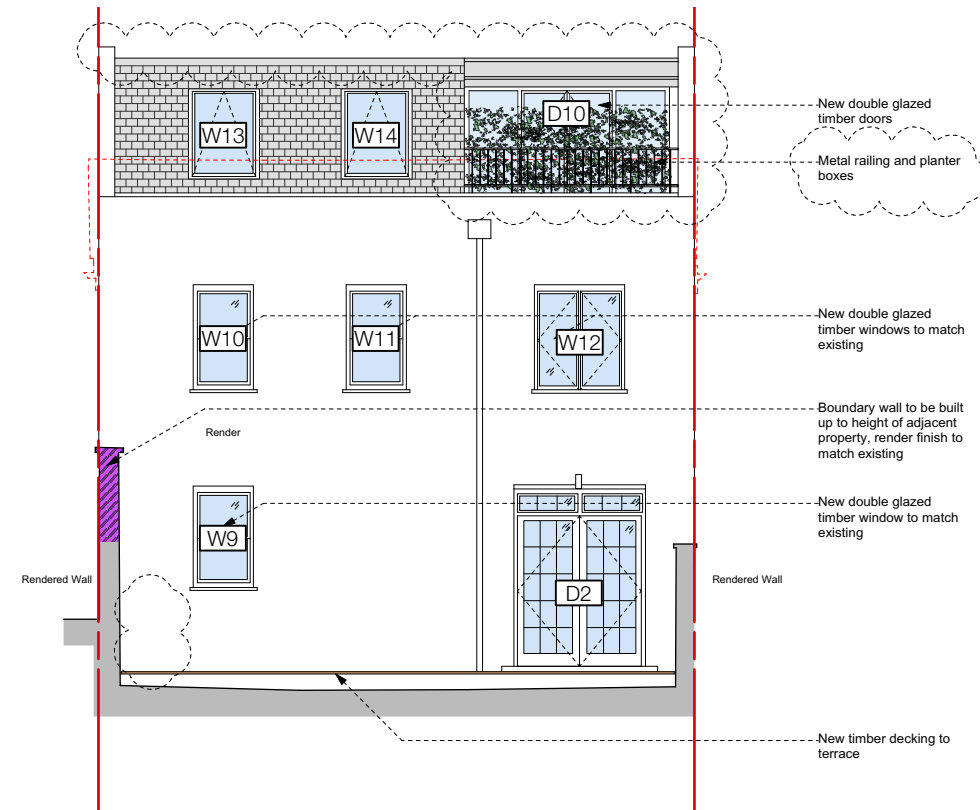 W13
W14
D10
New double glazed
timber doors
Metal railing and planter
boxes
W10
W11
W12
New double glazed
timber windows to match
existing
Render
Boundary wall to be built
up to height of adjacent
property, render finish to
match existing
W9
New double glazed
timber window to match
existing
Rendered Wall
D2
Rendered Wall
New timber decking to
terrace